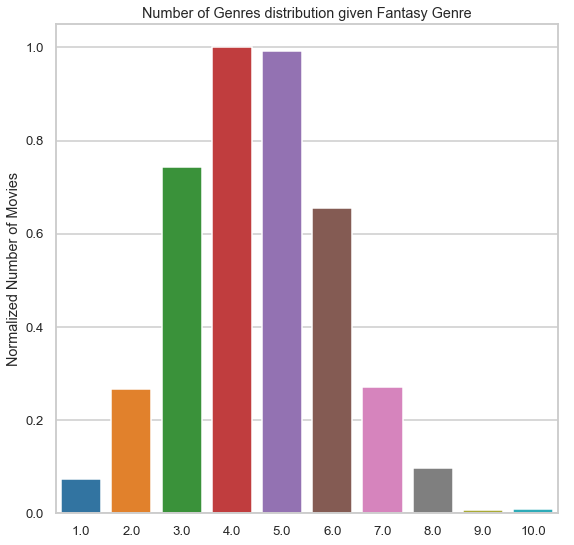 Number of Genres distribution given Fantasy Genre
Normalized Number of Movies
1.0
0.8
0.6
0.4
0.2
0.0
1.0 2.0 3.0 4.0 5.0 6.0 7.0 8.0 9.0 10.0